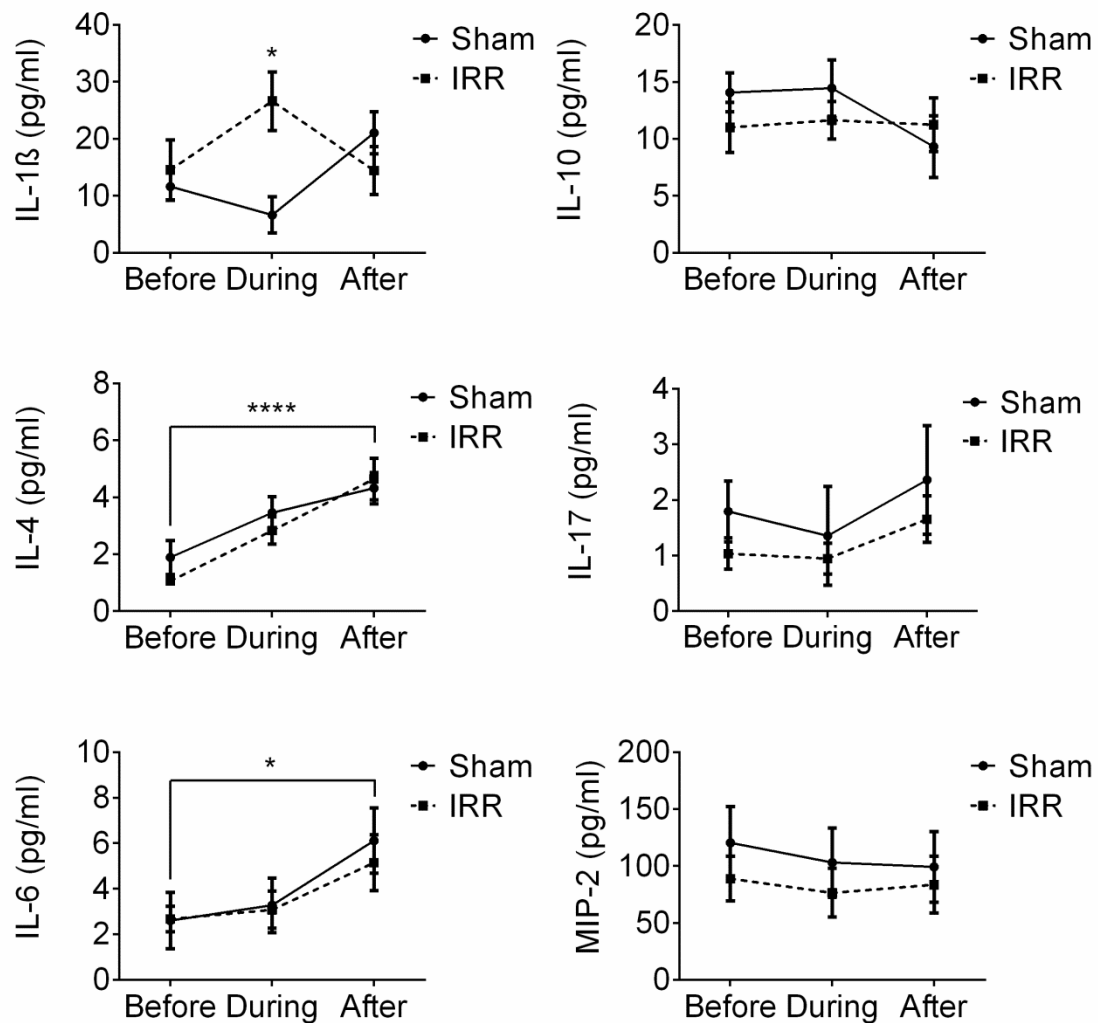 IL-1ß (pg/ml)
40
30
20
10
0
*
Before During After
Sham
IRR
IL-10 (pg/ml)
20
15
10
5
0
Before During After
Sham
IRR
IL-4 (pg/ml)
8
6
4
2
0
****
Before During After
Sham
IRR
IL-17 (pg/ml)
4
3
2
1
0
Before During After
Sham
IRR
IL-6 (pg/ml)
10
8
6
4
2
0
*
Before During After
Sham
IRR
MIP-2 (pg/ml)
200
150
100
50
0
Before During After
Sham
IRR